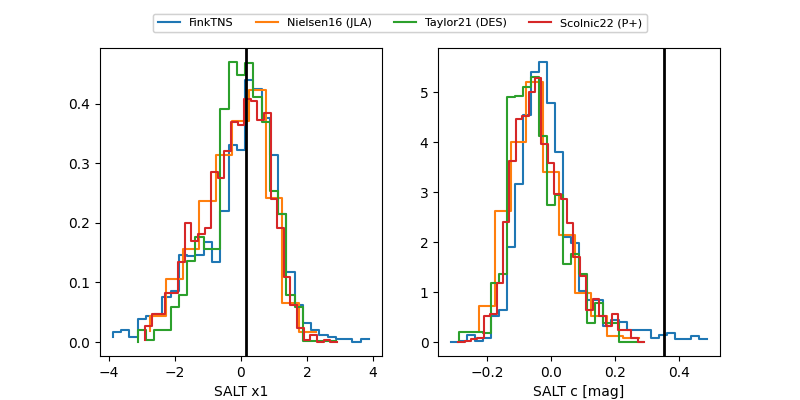 FinkTNS Nielsen16 (JLA) Taylor21 (DES) Scolnic22 (P+)
0.4
0.3
0.2
0.1
0.0
−4 −2 0 2 4
SALT x1
5
4
3
2
1
0
−0.2 0.0 0.2 0.4
SALT c [mag]